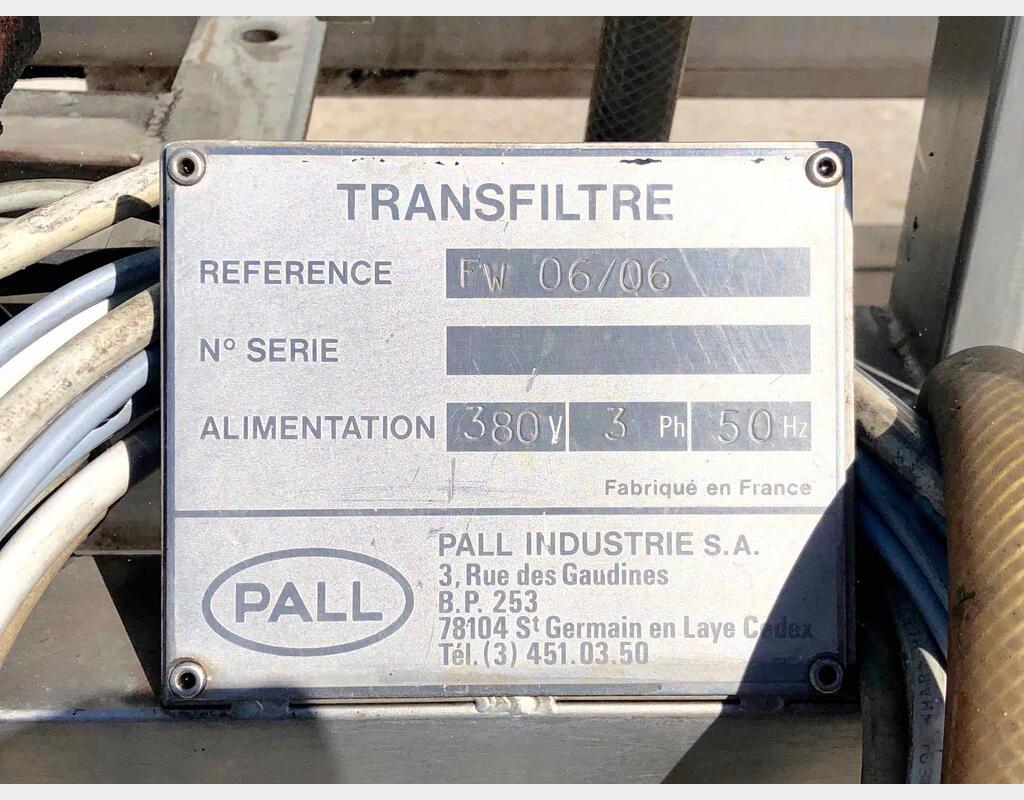 TRANSFILTRE
REFERENCE FW 06/06
N° SERIE
ALIMENTATION 380 V 3 Ph 50 Hz
Fabriqué en France
PALL
PALL INDUSTRIE S.A.
3, Rue des Gaudines
B.P. 253
78104 St Germain en Laye Cedex
Tél. (3) 451.03.50